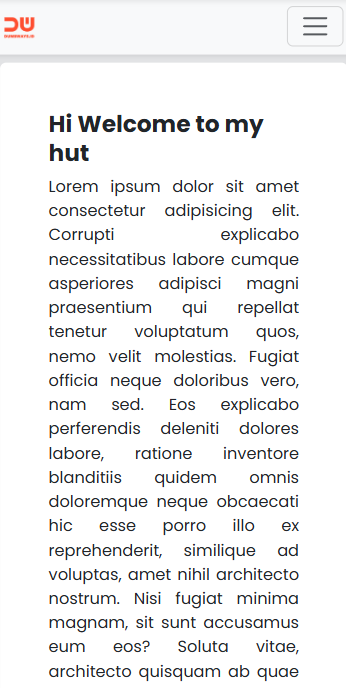 Hi Welcome to my
hut
Lorem ipsum dolor sit amet
consectetur adipisicing elit.
Corrupti explicabo
necessitatibus labore cumque
asperiores adipisci magni
praesentium qui repellat
tenetur voluptatum quos,
nemo velit molestias. Fugiat
officia neque doloribus vero,
nam sed. Eos explicabo
perferendis deleniti dolores
labore, ratione inventore
blanditiis quidem omnis
doloremque neque obcaecati
hic esse porro illo ex
reprehenderit, similique ad
voluptas, amet nihil architecto
nostrum. Nisi fugiat minima
magnam, sit sunt accusamus
eum eos? Soluta vitae,
architecto quisquam ab quae